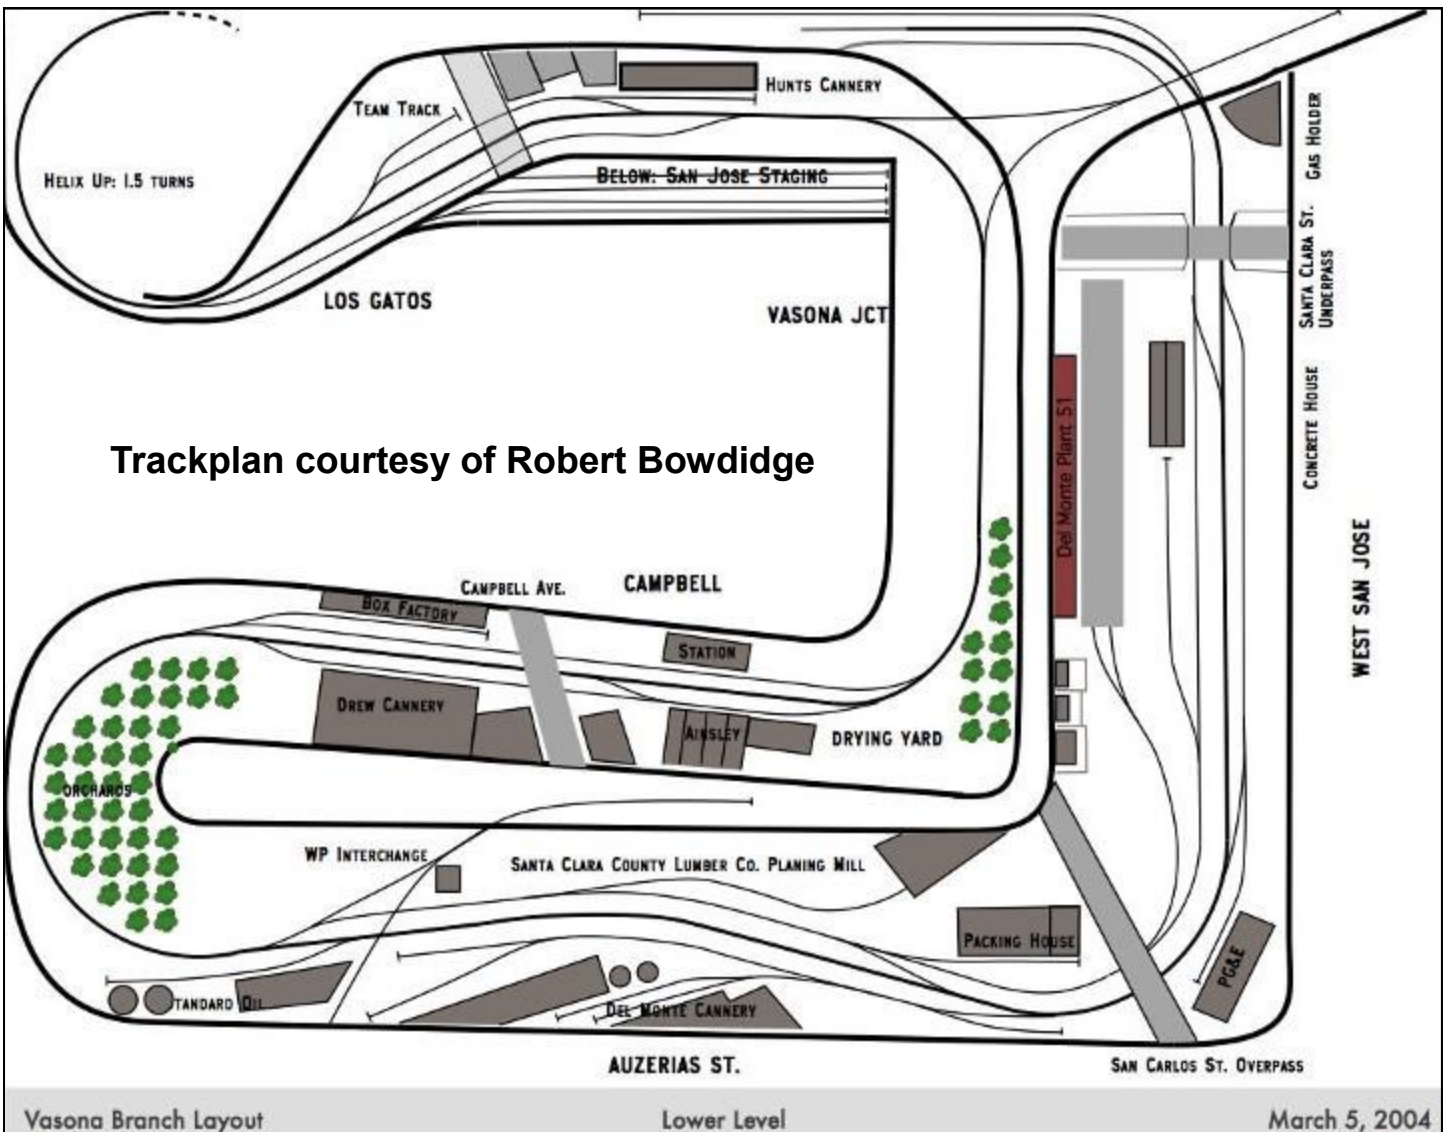 HUNTS CANNERY
TEAM TRACK
GAS HOLDER
HELIX UP: 1.5 TURNS
BELOW: SAN JOSE STAGING
SANTA CLARA ST.
UNDERPASS
LOS GATOS
VASONA JCT
CONCRETE HOUSE
Del Monte Plant 51
Trackplan courtesy of Robert Bowdidge
WEST SAN JOSE
CAMPBELL AVE.
CAMPBELL
BOX FACTORY
STATION
DREW CANNERY
AINSLEY
DRYING YARD
ORCHARDS
WP INTERCHANGE
SANTA CLARA COUNTY LUMBER CO. PLANING MILL
PACKING HOUSE
PG&E
TANDARD OIL
DEL MONTE CANNERY
AUZERIAS ST.
SAN CARLOS ST. OVERPASS
Vasona Branch Layout
Lower Level
March 5, 2004